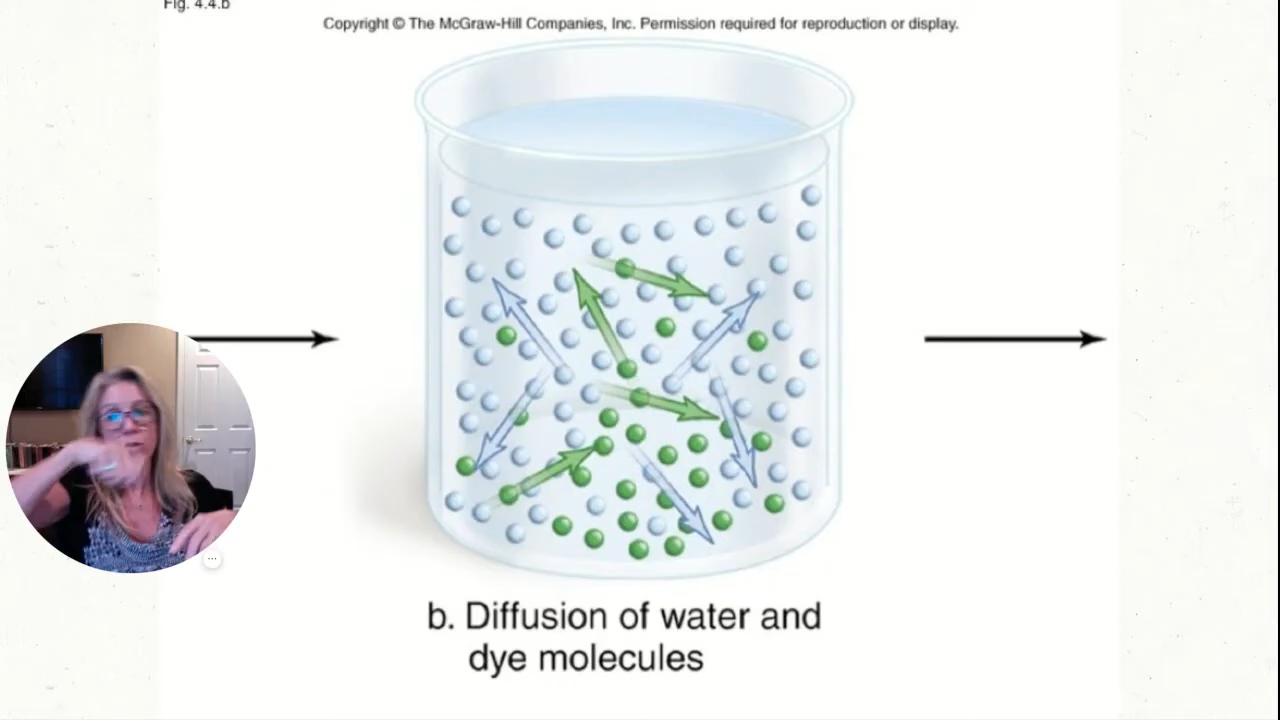 Fig. 4.4.b
Copyright © The McGraw-Hill Companies, Inc. Permission required for reproduction or display.
b. Diffusion of water and
dye molecules